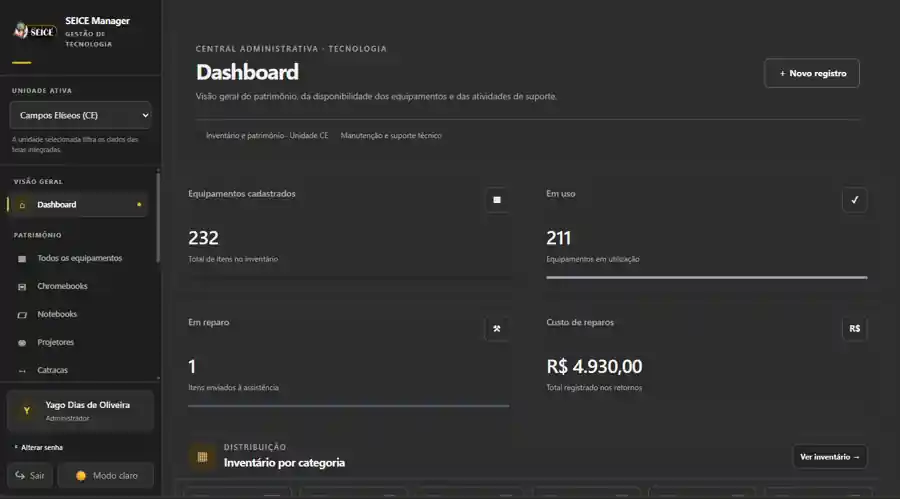 SEICE
SEICE Manager
GESTÃO DE
TECNOLOGIA
UNIDADE ATIVA
Campos Elíseos (CE)
A unidade selecionada filtra os dados das
telas integradas.
VISÃO GERAL
Dashboard
PATRIMÔNIO
Todos os equipamentos
Chromebooks
Notebooks
Projetores
Catracas
Y
Yago Dias de Oliveira
Administrador
Alterar senha
Sair
Modo claro
CENTRAL ADMINISTRATIVA · TECNOLOGIA
Dashboard
Visão geral do patrimônio, da disponibilidade dos equipamentos e das atividades de suporte.
+ Novo registro
Inventário e patrimônio · Unidade CE
Manutenção e suporte técnico
Equipamentos cadastrados
232
Total de itens no inventário
Em uso
✓
211
Equipamentos em utilização
Em reparo
1
Itens enviados à assistência
Custo de reparos
R$
R$ 4.930,00
Total registrado nos retornos
DISTRIBUIÇÃO
Inventário por categoria
Ver inventário →